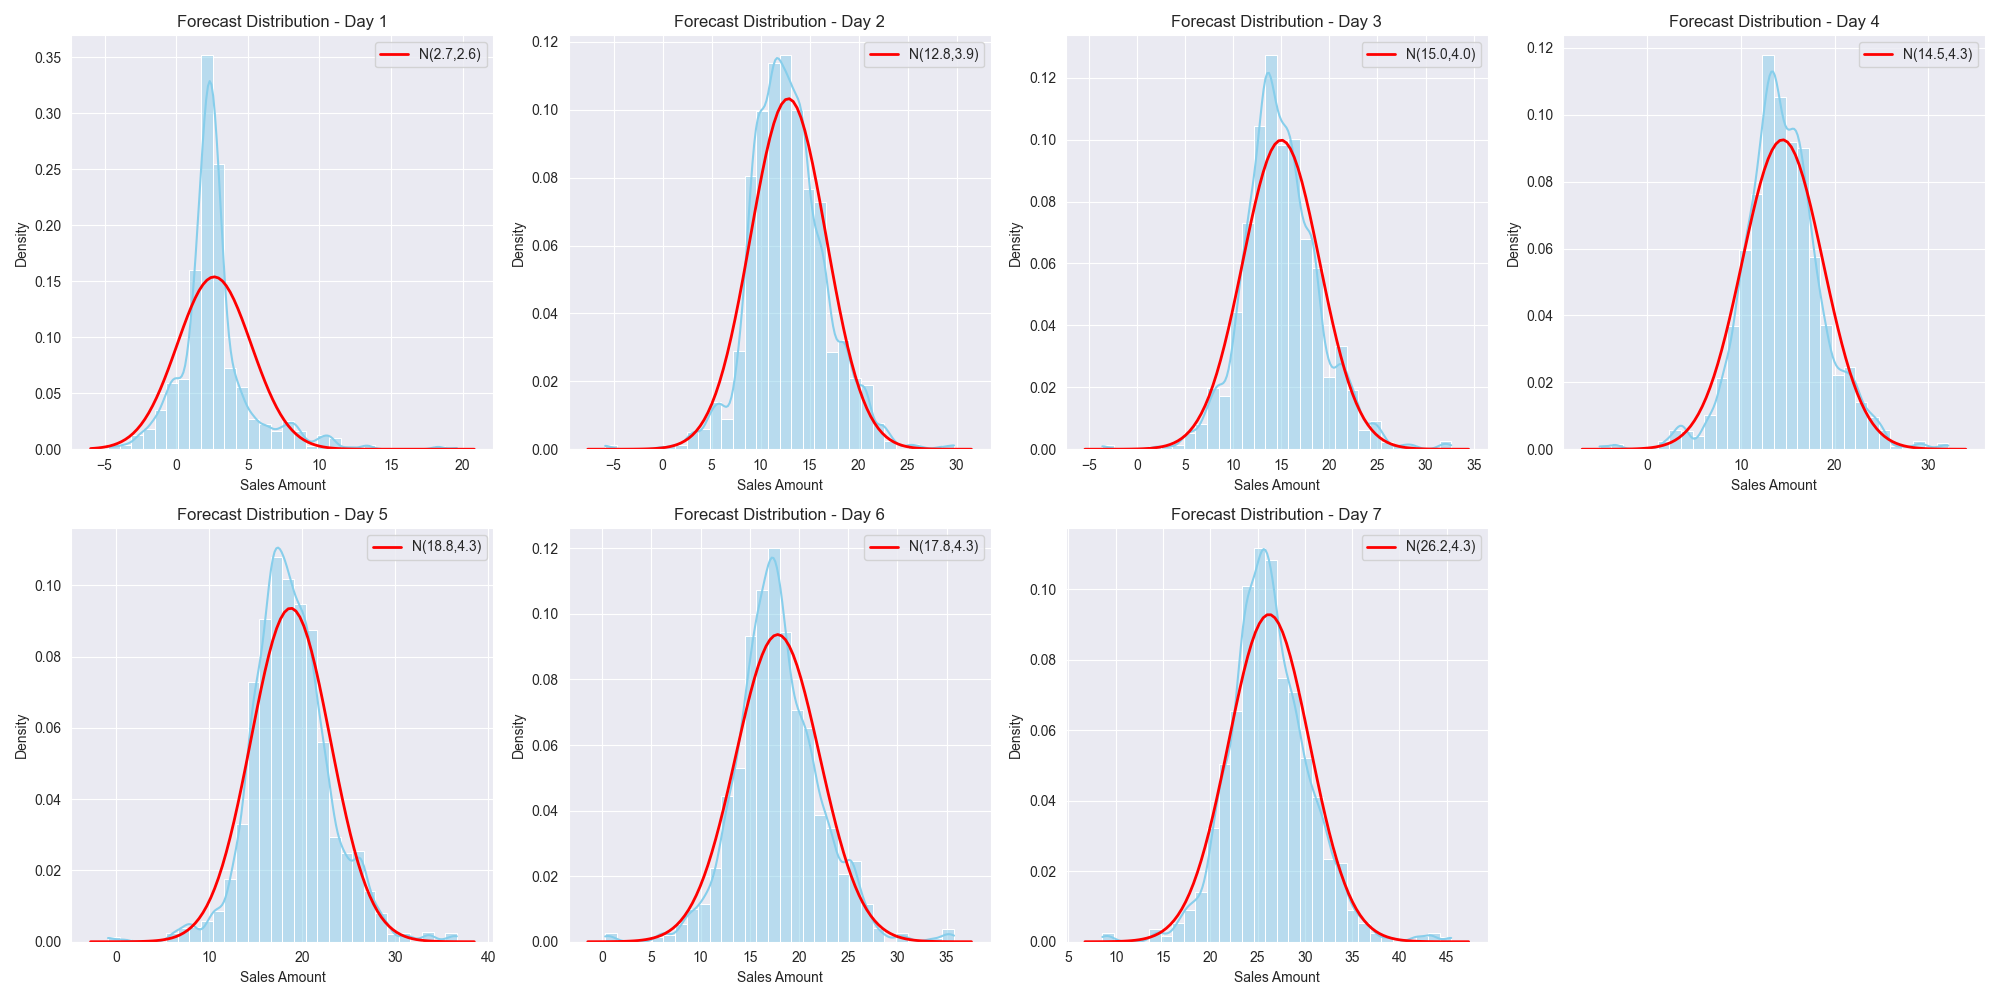 Forecast Distribution - Day 1
N(2.7,2.6)
Density
0.35
0.30
0.25
0.20
0.15
0.10
0.05
0.00
−5 0 5 10 15 20
Sales Amount
Forecast Distribution - Day 2
N(12.8,3.9)
Density
0.12
0.10
0.08
0.06
0.04
0.02
0.00
−5 0 5 10 15 20 25 30
Sales Amount
Forecast Distribution - Day 3
N(15.0,4.0)
Density
0.12
0.10
0.08
0.06
0.04
0.02
0.00
−5 0 5 10 15 20 25 30 35
Sales Amount
Forecast Distribution - Day 4
N(14.5,4.3)
Density
0.12
0.10
0.08
0.06
0.04
0.02
0.00
0 10 20 30
Sales Amount
Forecast Distribution - Day 5
N(18.8,4.3)
Density
0.10
0.08
0.06
0.04
0.02
0.00
0 10 20 30 40
Sales Amount
Forecast Distribution - Day 6
N(17.8,4.3)
Density
0.12
0.10
0.08
0.06
0.04
0.02
0.00
0 5 10 15 20 25 30 35
Sales Amount
Forecast Distribution - Day 7
N(26.2,4.3)
Density
0.10
0.08
0.06
0.04
0.02
0.00
5 10 15 20 25 30 35 40 45
Sales Amount